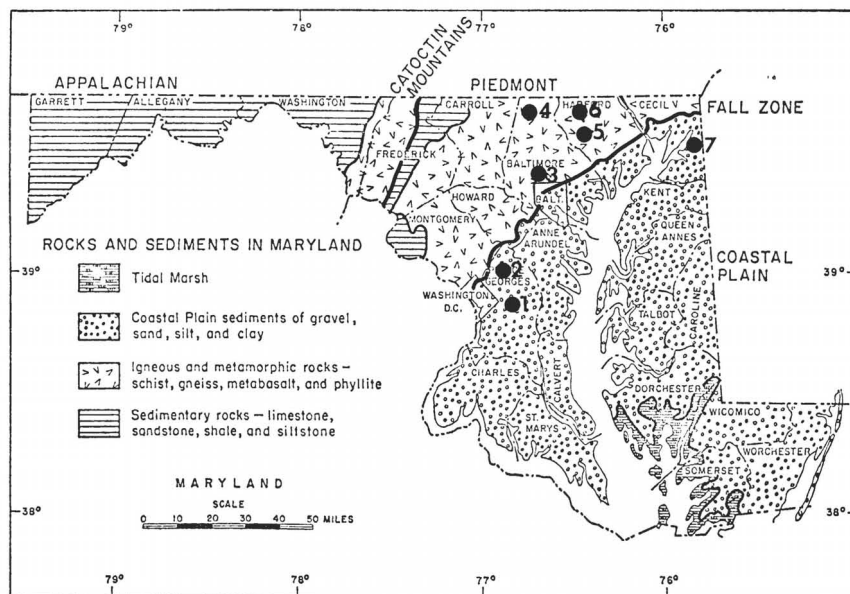 79°
78°
77°
76°
APPALACHIAN
CATOCTIN
MOUNTAINS
PIEDMONT
FALL ZONE
GARRETT
ALLEGANY
WASHINGTON
CARROLL
4
HARFORD
6
CECIL
5
7
FREDERICK
BALTIMORE
3
HOWARD
BALT.
KENT
MONTGOMERY
ANNE
ARUNDEL
QUEEN
ANNES
ROCKS AND SEDIMENTS IN MARYLAND
COASTAL
PLAIN
39°
39°
2
GEORGES
Tidal Marsh
WASHINGTON
D.C.
1
TALBOT
CAROLINE
Coastal Plain sediments of gravel,
sand, silt, and clay
Igneous and metamorphic rocks –
schist, gneiss, metabasalt, and phyllite
CHARLES
CALVERT
DORCHESTER
Sedimentary rocks – limestone,
sandstone, shale, and siltstone
ST.
MARYS
WICOMICO
WORCHESTER
SOMERSET
MARYLAND
SCALE
0 10 20 30 40 50 MILES
38°
38°
79°
78°
77°
76°